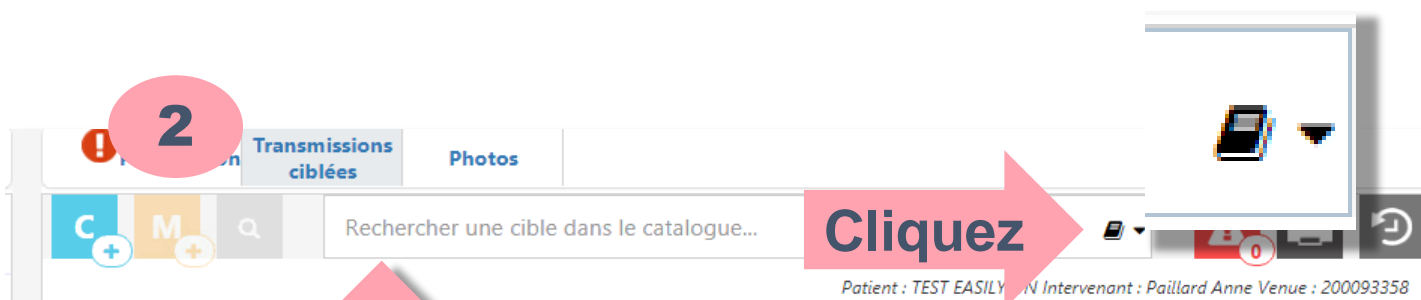 2
Transmissions
ciblées
Photos
C
M
Rechercher une cible dans le catalogue...
Cliquez
0
Patient : TEST EASILY N Intervenant : Paillard Anne Venue : 200093358